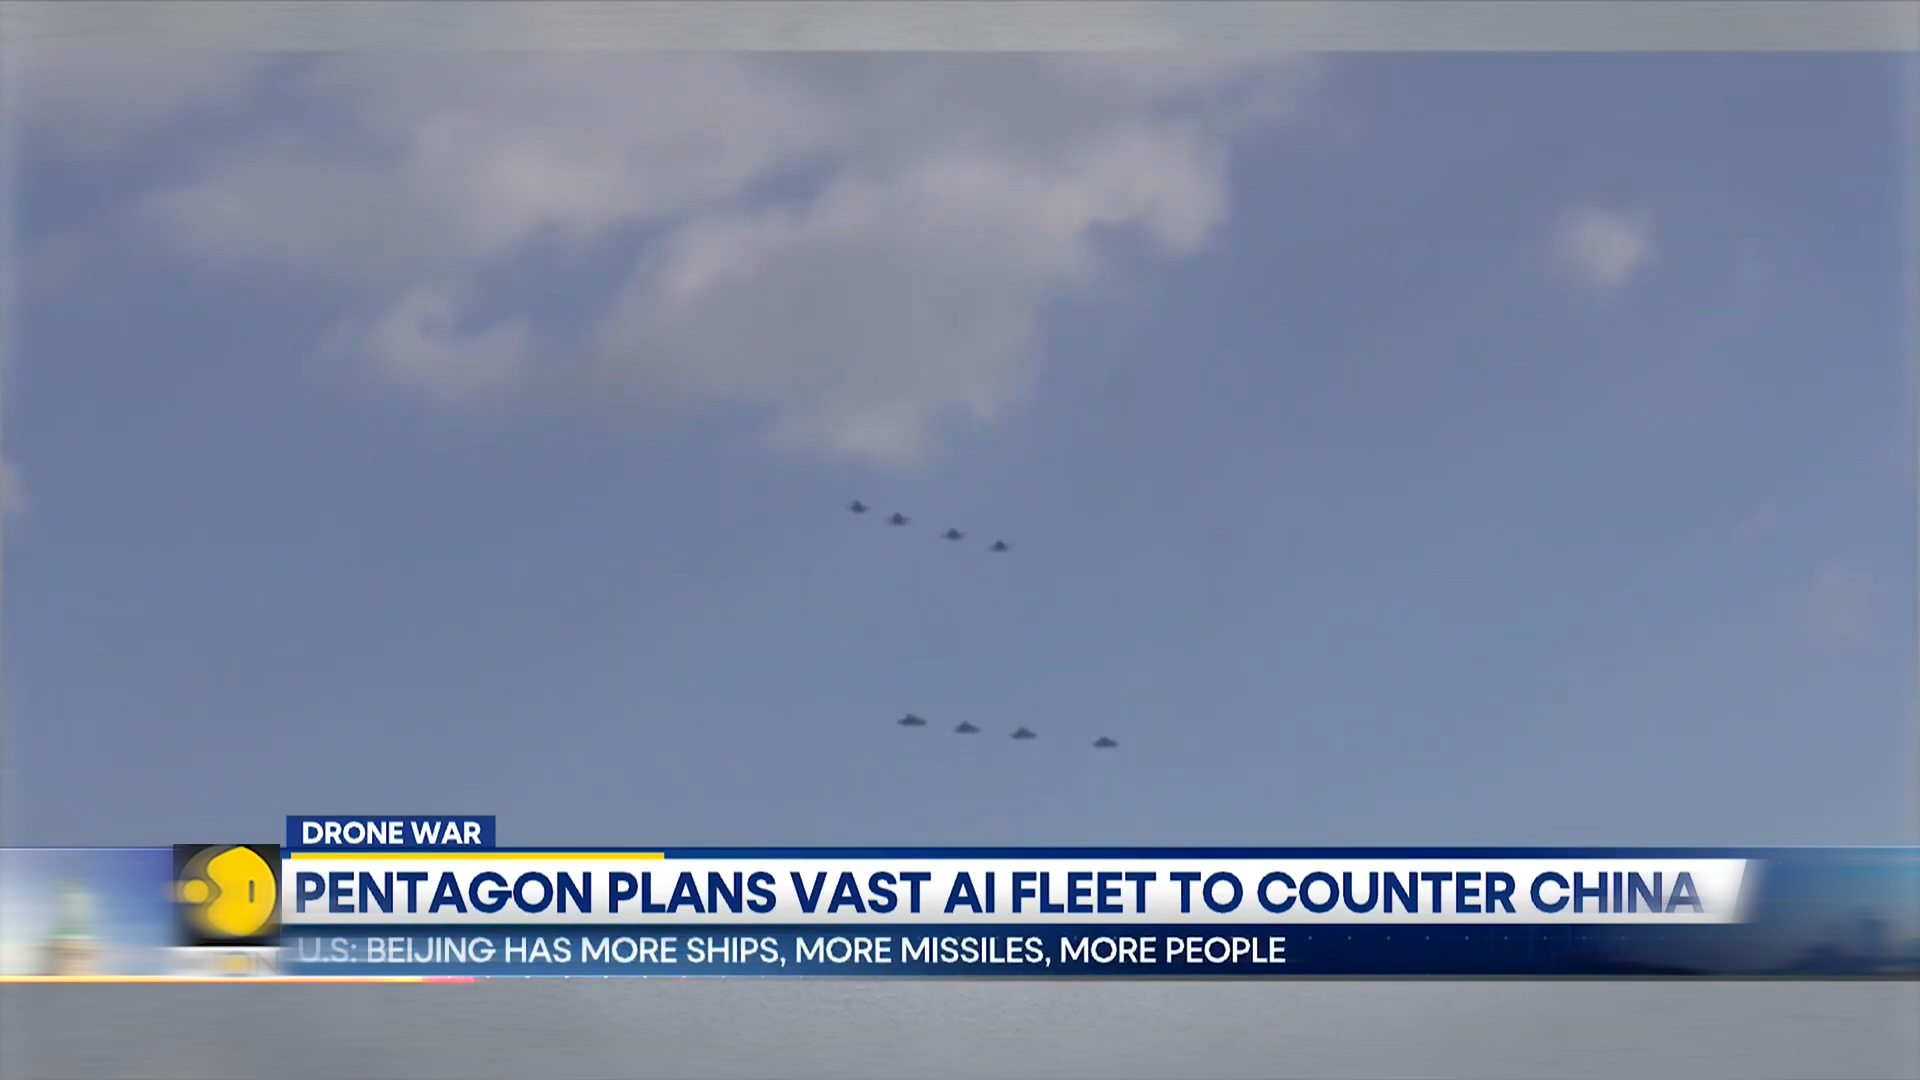 DRONE WAR
PENTAGON PLANS VAST AI FLEET TO COUNTER CHINA
U.S: BEIJING HAS MORE SHIPS, MORE MISSILES, MORE PEOPLE